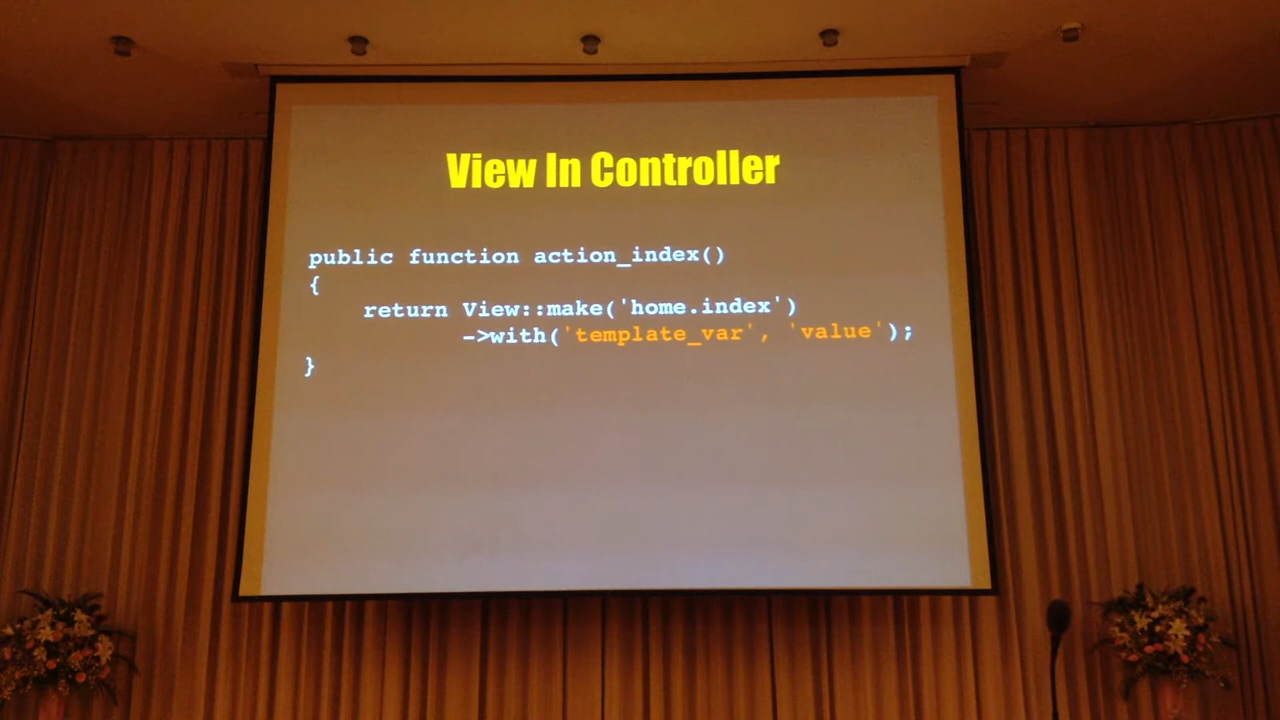 View In Controller
public function action_index()
{
return View::make('home.index')
->with('template_var', 'value');
}